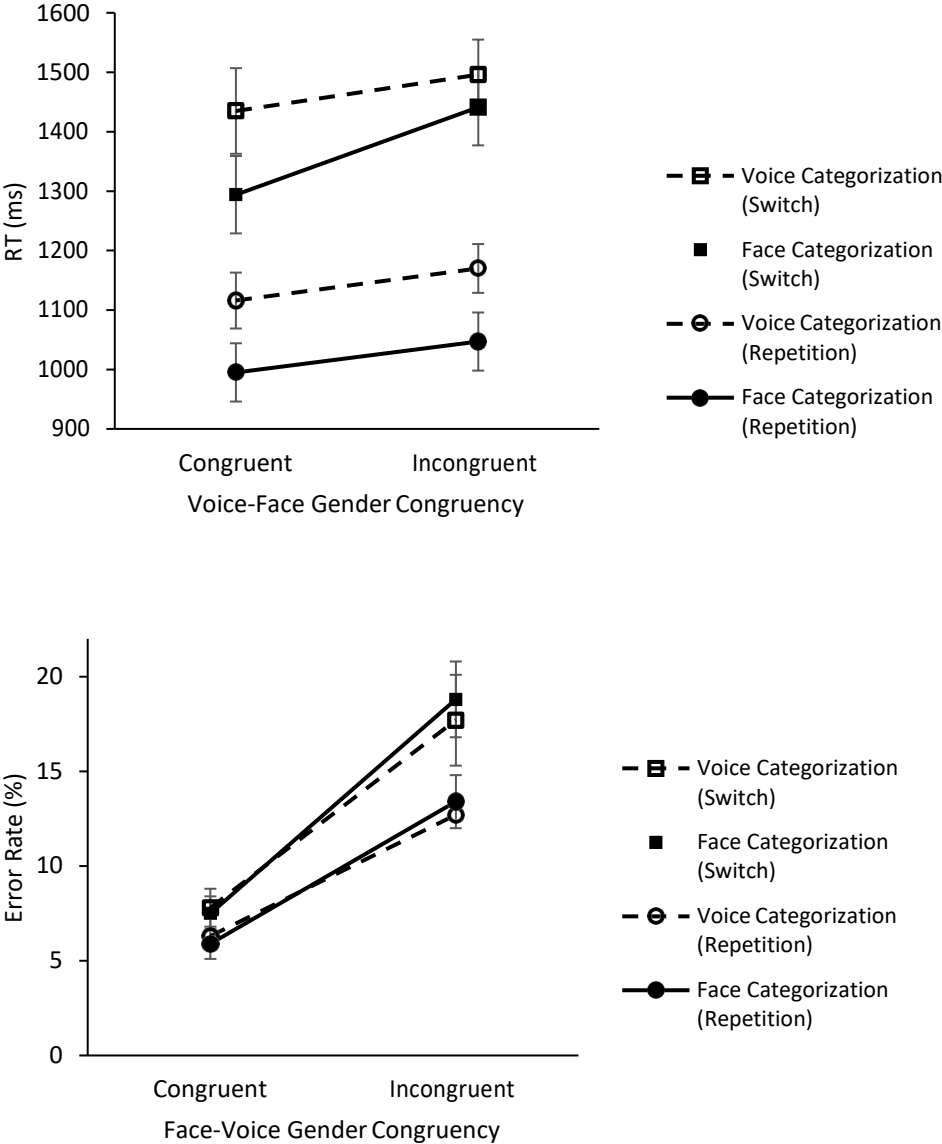 1600
1500
1400
1300
1200
1100
1000
900
RT (ms)
Congruent
Incongruent
Voice-Face Gender Congruency
Voice Categorization
(Switch)
Face Categorization
(Switch)
Voice Categorization
(Repetition)
Face Categorization
(Repetition)
20
15
10
5
0
Error Rate (%)
Congruent
Incongruent
Face-Voice Gender Congruency
Voice Categorization
(Switch)
Face Categorization
(Switch)
Voice Categorization
(Repetition)
Face Categorization
(Repetition)